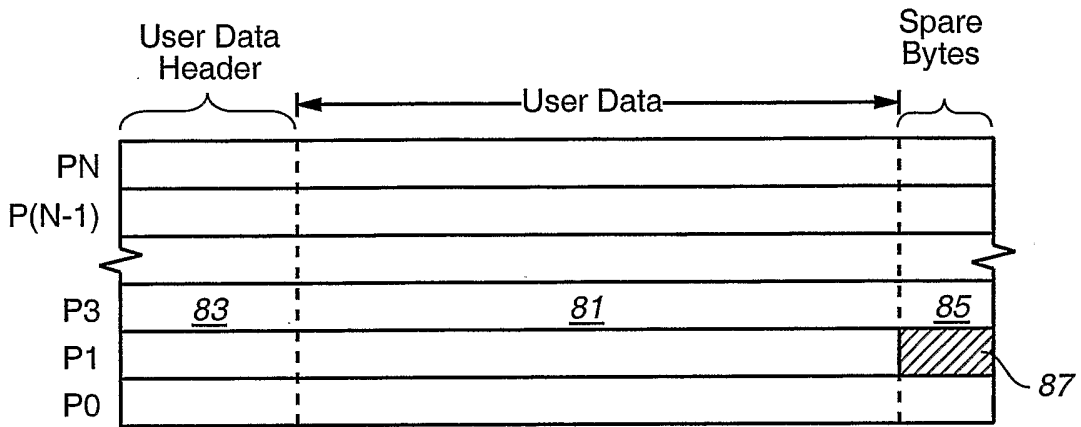 User Data
Header
User Data
Spare
Bytes
PN
P(N-1)
P3
83
81
85
P1
87
P0